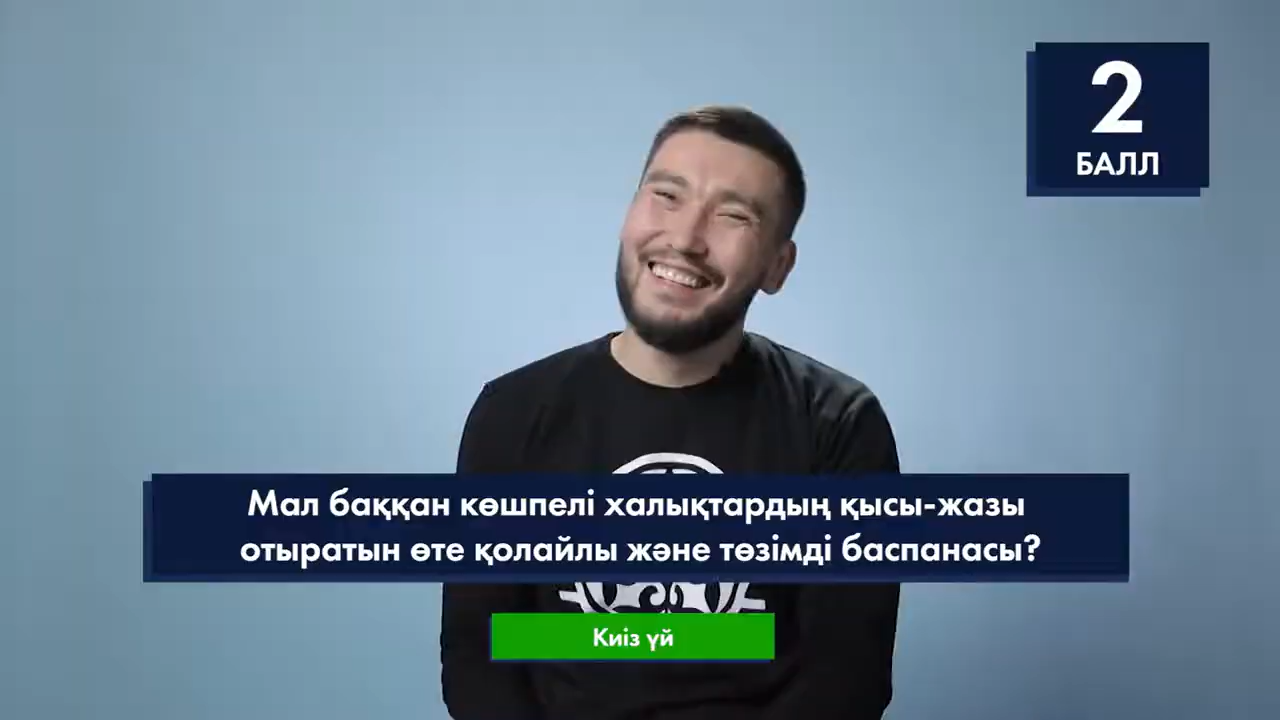 2
БАЛЛ
Мал баққан көшпелі халықтардың қысы-жазы
отыратын өте қолайлы және төзімді баспанасы?
Киіз үй